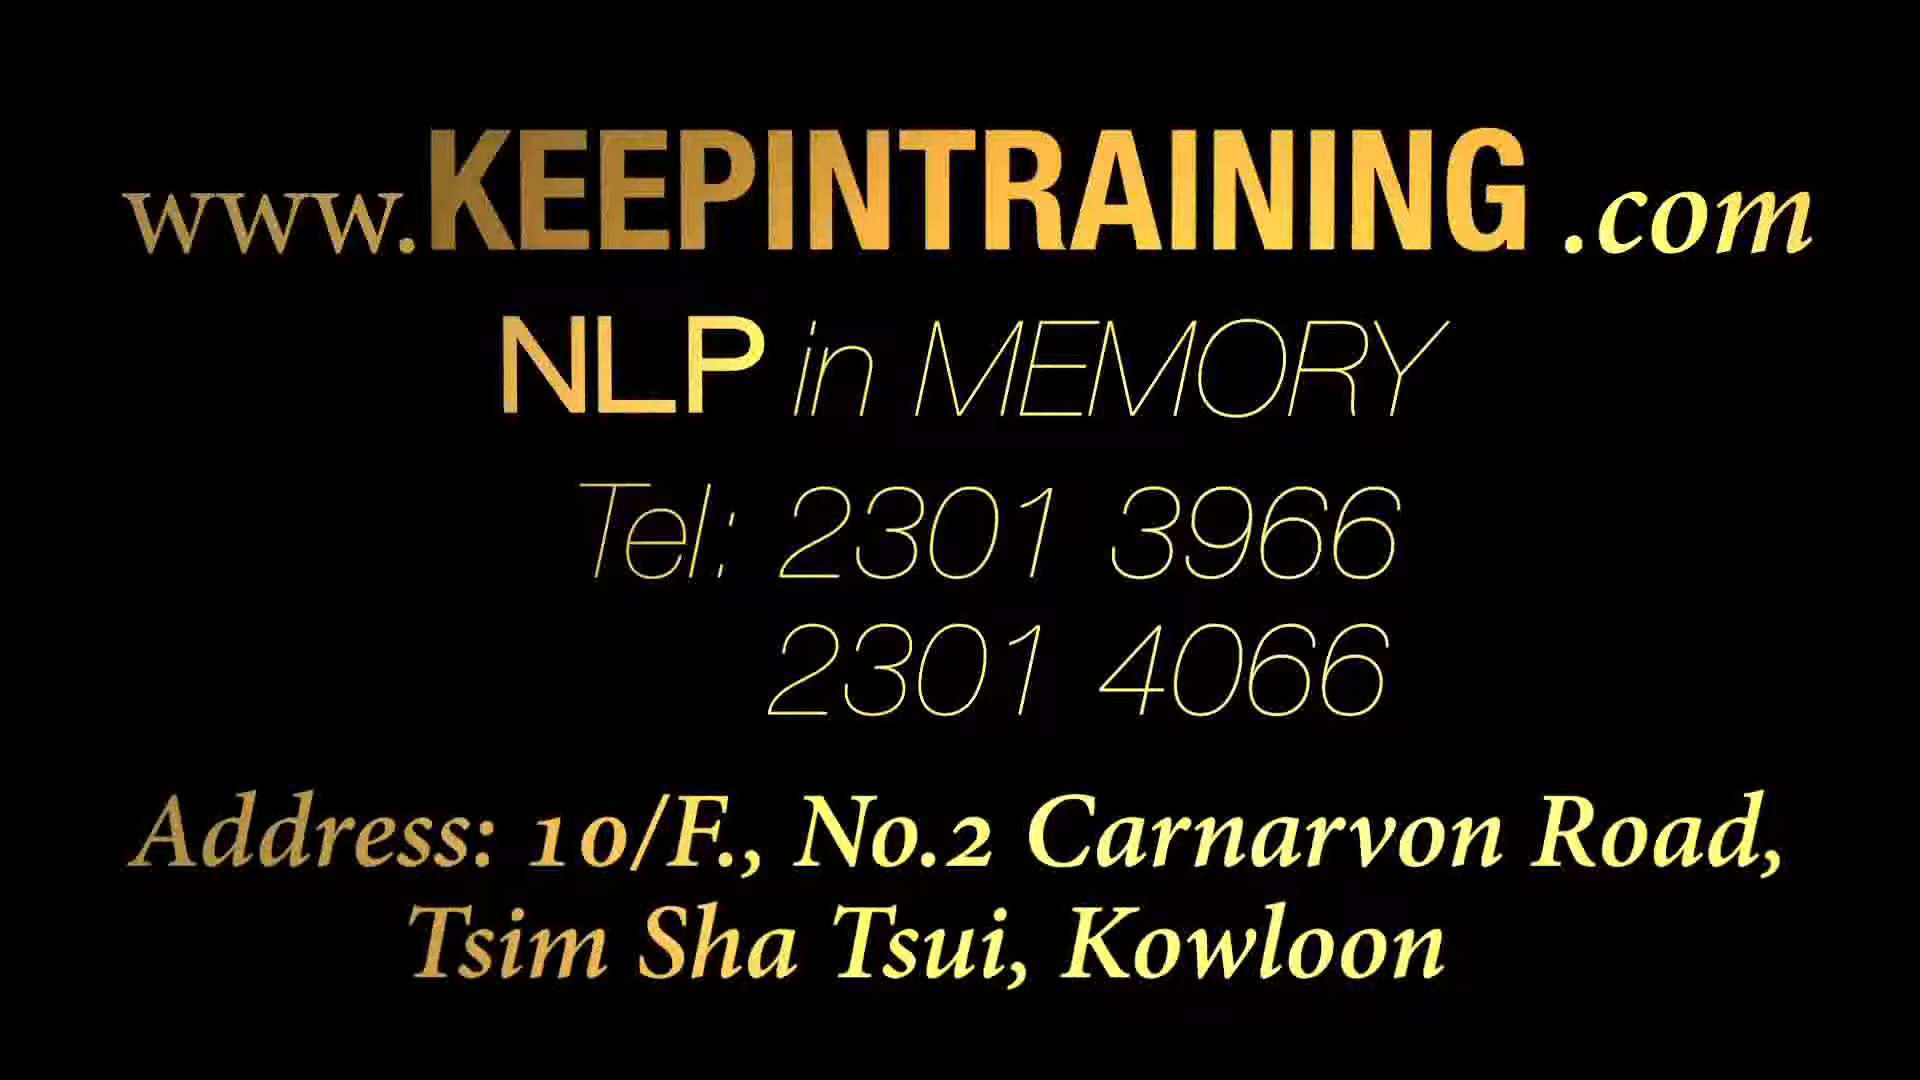 www.KEEPINTRAINING.com
NLP in MEMORY
Tel: 2301 3966
2301 4066
Address: 10/F., No.2 Carnarvon Road,
Tsim Sha Tsui, Kowloon